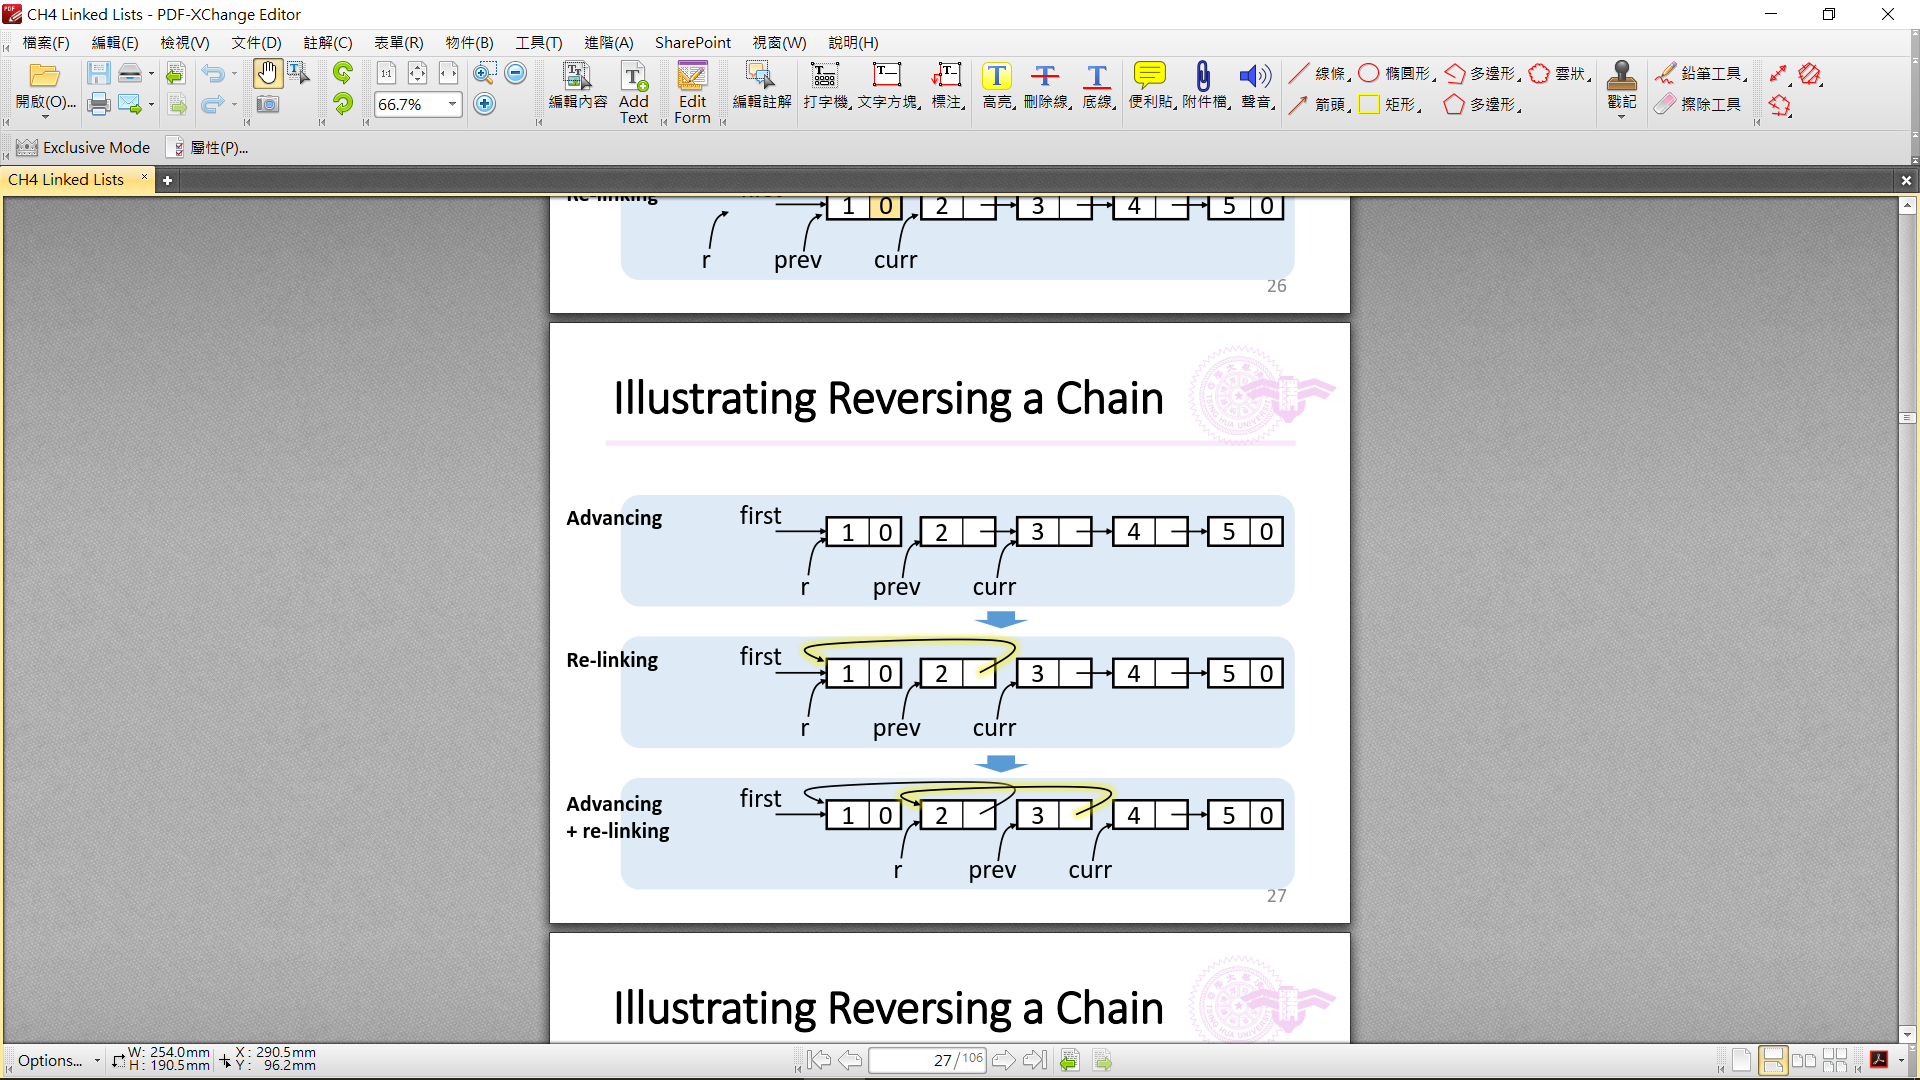 CH4 Linked Lists - PDF-XChange Editor
檔案(F) 編輯(E) 檢視(V) 文件(D) 註解(C) 表單(R) 物件(B) 工具(T) 進階(A) SharePoint 視窗(W) 說明(H)
開啟(O)... 66.7% 編輯內容 Add Text Edit Form 編輯註解 打字機 文字方塊 標注 高亮 刪除線 底線 便利貼 附件檔 聲音 線條 橢圓形 多邊形 雲狀 戳記 鉛筆工具
箭頭 矩形 多邊形 擦除工具
Exclusive Mode 屬性(P)...
CH4 Linked Lists
Re-linking
1 0 2 3 4 5 0
r prev curr
26
Illustrating Reversing a Chain
Advancing first
1 0 2 3 4 5 0
r prev curr
Re-linking first
1 0 2 3 4 5 0
r prev curr
Advancing first
+ re-linking
1 0 2 3 4 5 0
r prev curr
27
Illustrating Reversing a Chain
Options... W: 254.0mm X: 290.5mm 27 / 106
H: 190.5mm Y: 96.2mm